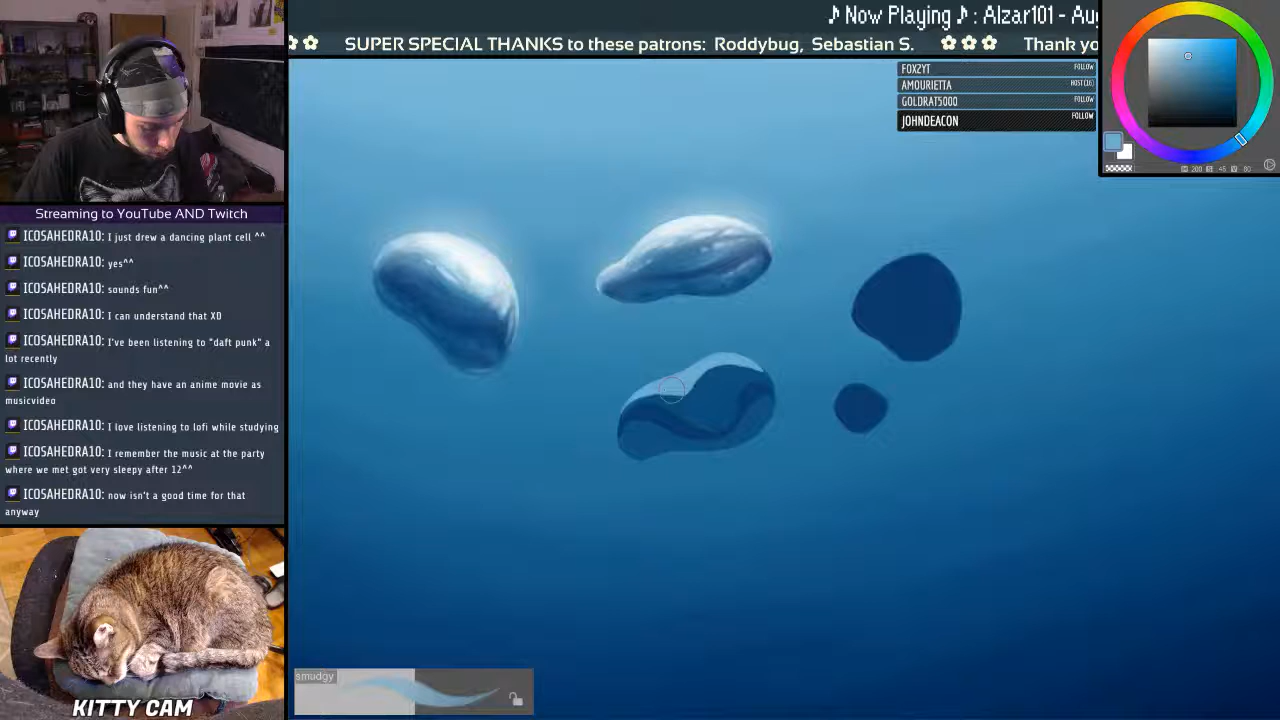 ♪ Now Playing ♪ : Alzar101 - Aug
SUPER SPECIAL THANKS to these patrons: Roddybug, Sebastian S. Thank yo
FOXZYT FOLLOW
AMOURIETTA HOST (16)
GOLDRAT5000 FOLLOW
JOHNDEACON FOLLOW
Streaming to YouTube AND Twitch
ICOSAHEDRA10: I just drew a dancing plant cell ^^
ICOSAHEDRA10: yes^^
ICOSAHEDRA10: sounds fun^^
ICOSAHEDRA10: I can understand that XD
ICOSAHEDRA10: I've been listening to "daft punk" a
lot recently
ICOSAHEDRA10: and they have an anime movie as
musicvideo
ICOSAHEDRA10: I love listening to lofi while studying
ICOSAHEDRA10: I remember the music at the party
where we met got very sleepy after 12^^
ICOSAHEDRA10: now isn't a good time for that
anyway
smudgy
KITTY CAM